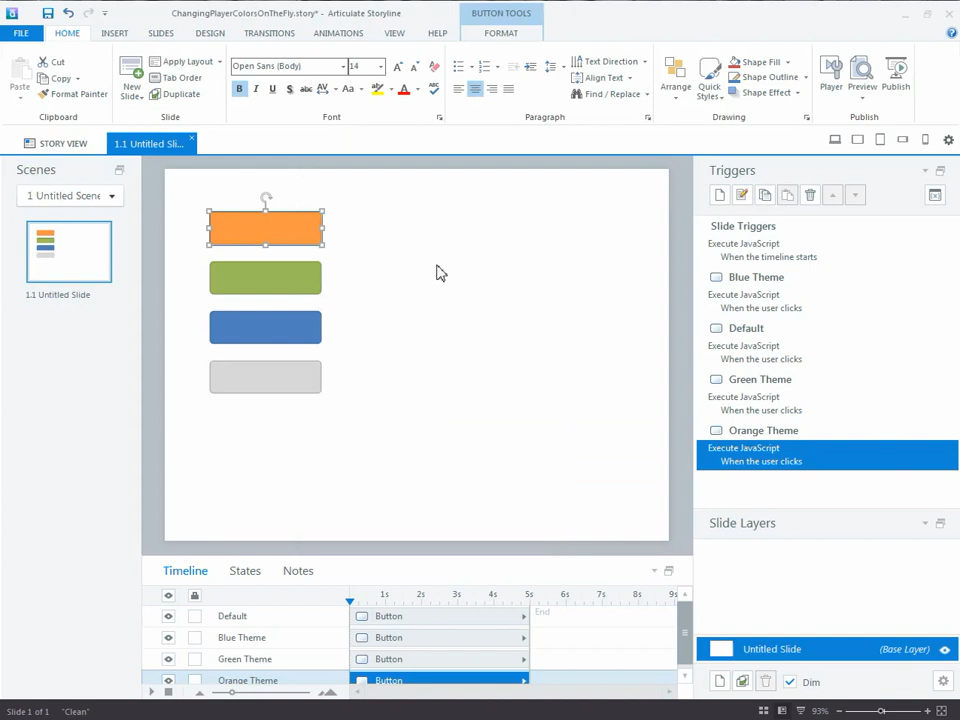 ChangingPlayerColorsOnTheFly.story* - Articulate Storyline
BUTTON TOOLS
FILE HOME INSERT SLIDES DESIGN TRANSITIONS ANIMATIONS VIEW HELP FORMAT
Paste
Cut
Copy
Format Painter
Clipboard
New Slide
Apply Layout
Tab Order
Duplicate
Slide
Open Sans (Body) 14
B I U S abc AV Aa A
Font
Text Direction
Align Text
Find / Replace
Paragraph
Arrange
Quick Styles
Shape Fill
Shape Outline
Shape Effect
Drawing
Player Preview Publish
Publish
STORY VIEW
1.1 Untitled Sli...
Scenes
1 Untitled Scene
1.1 Untitled Slide
Triggers
Slide Triggers
Execute JavaScript
When the timeline starts
Blue Theme
Execute JavaScript
When the user clicks
Default
Execute JavaScript
When the user clicks
Green Theme
Execute JavaScript
When the user clicks
Orange Theme
Execute JavaScript
When the user clicks
Slide Layers
Untitled Slide (Base Layer)
Dim
Timeline States Notes
1s 2s 3s 4s 5s 6s 7s 8s 9s
Default Button End
Blue Theme Button
Green Theme Button
Orange Theme Button
Slide 1 of 1 "Clean" 93%